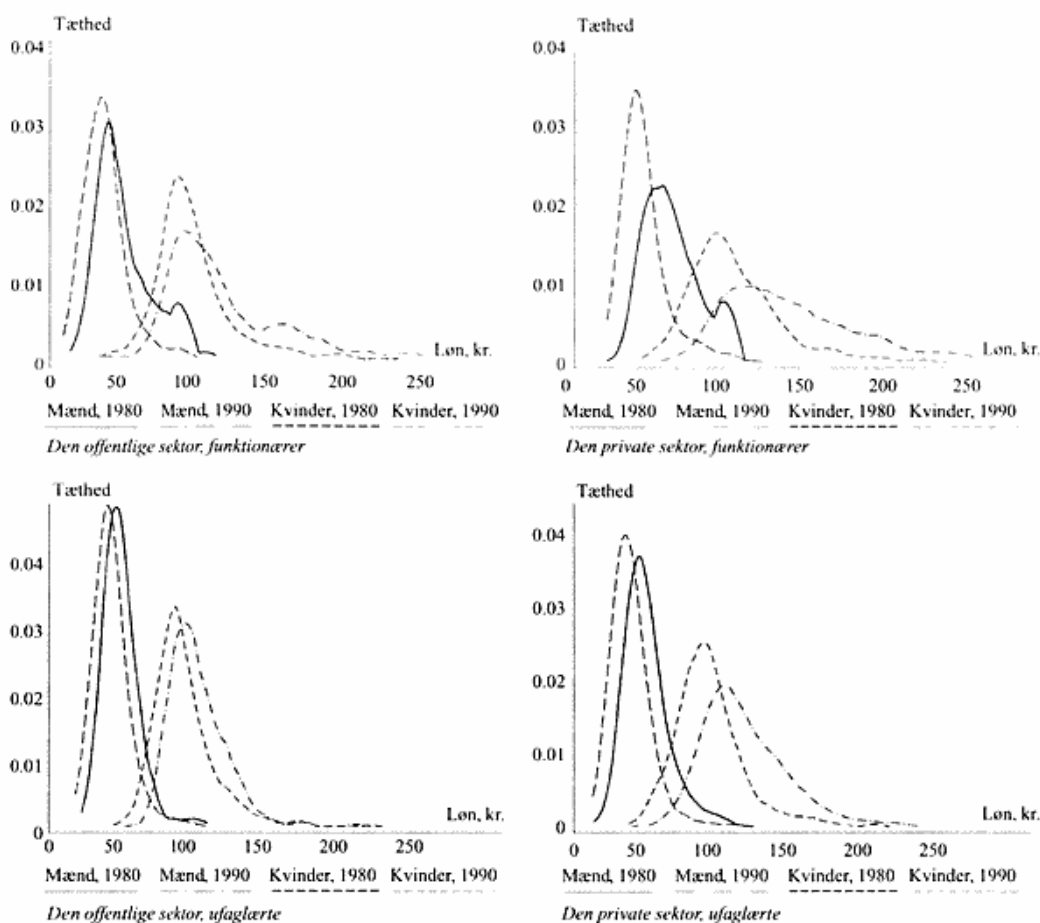 Tæthed
0.04
0.03
0.02
0.01
0
Løn, kr.
0 50 100 150 200 250
Mænd, 1980 Mænd, 1990 Kvinder, 1980 Kvinder, 1990
Den offentlige sektor, funktionærer
Tæthed
0.04
0.03
0.02
0.01
0
Løn, kr.
0 50 100 150 200 250
Mænd, 1980 Mænd, 1990 Kvinder, 1980 Kvinder, 1990
Den private sektor, funktionærer
Tæthed
0.04
0.03
0.02
0.01
0
Løn, kr.
0 50 100 150 200 250
Mænd, 1980 Mænd, 1990 Kvinder, 1980 Kvinder, 1990
Den offentlige sektor, ufaglærte
Tæthed
0.04
0.03
0.02
0.01
0
Løn, kr.
0 50 100 150 200 250
Mænd, 1980 Mænd, 1990 Kvinder, 1980 Kvinder, 1990
Den private sektor, ufaglærte